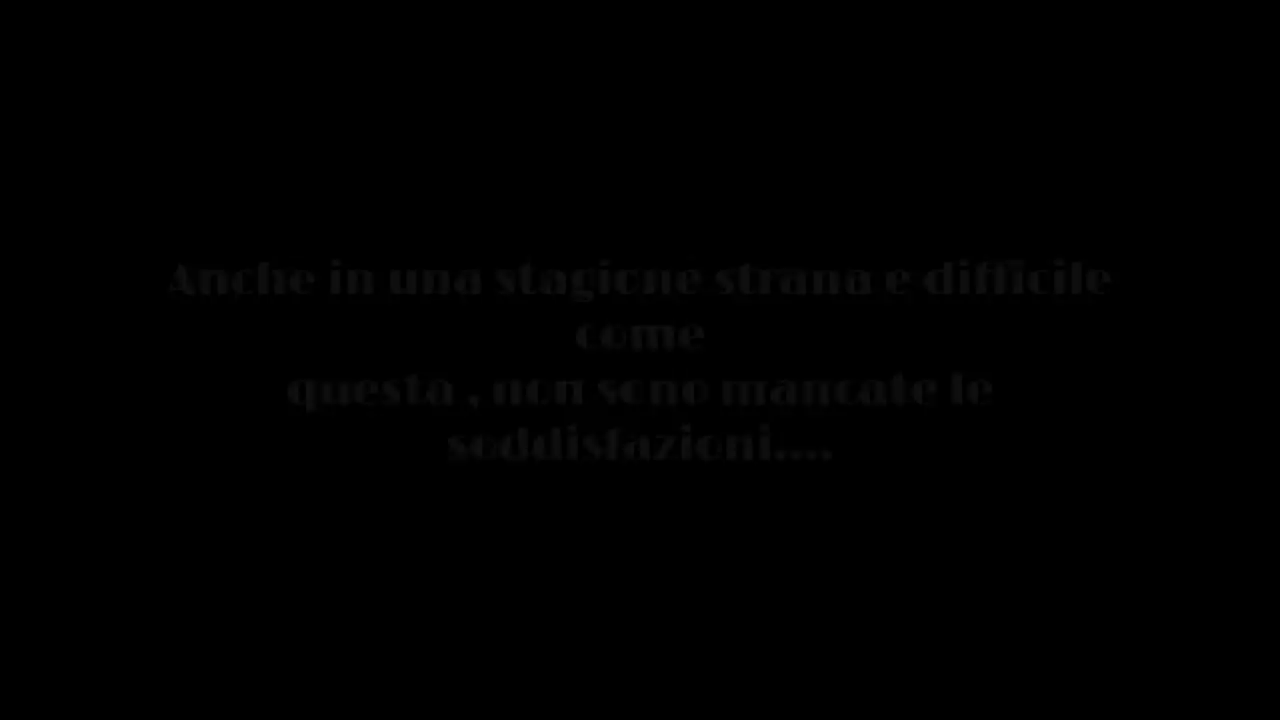 Anche in una stagione strana e difficile
come
questa , non sono mancate le
soddisfazioni....